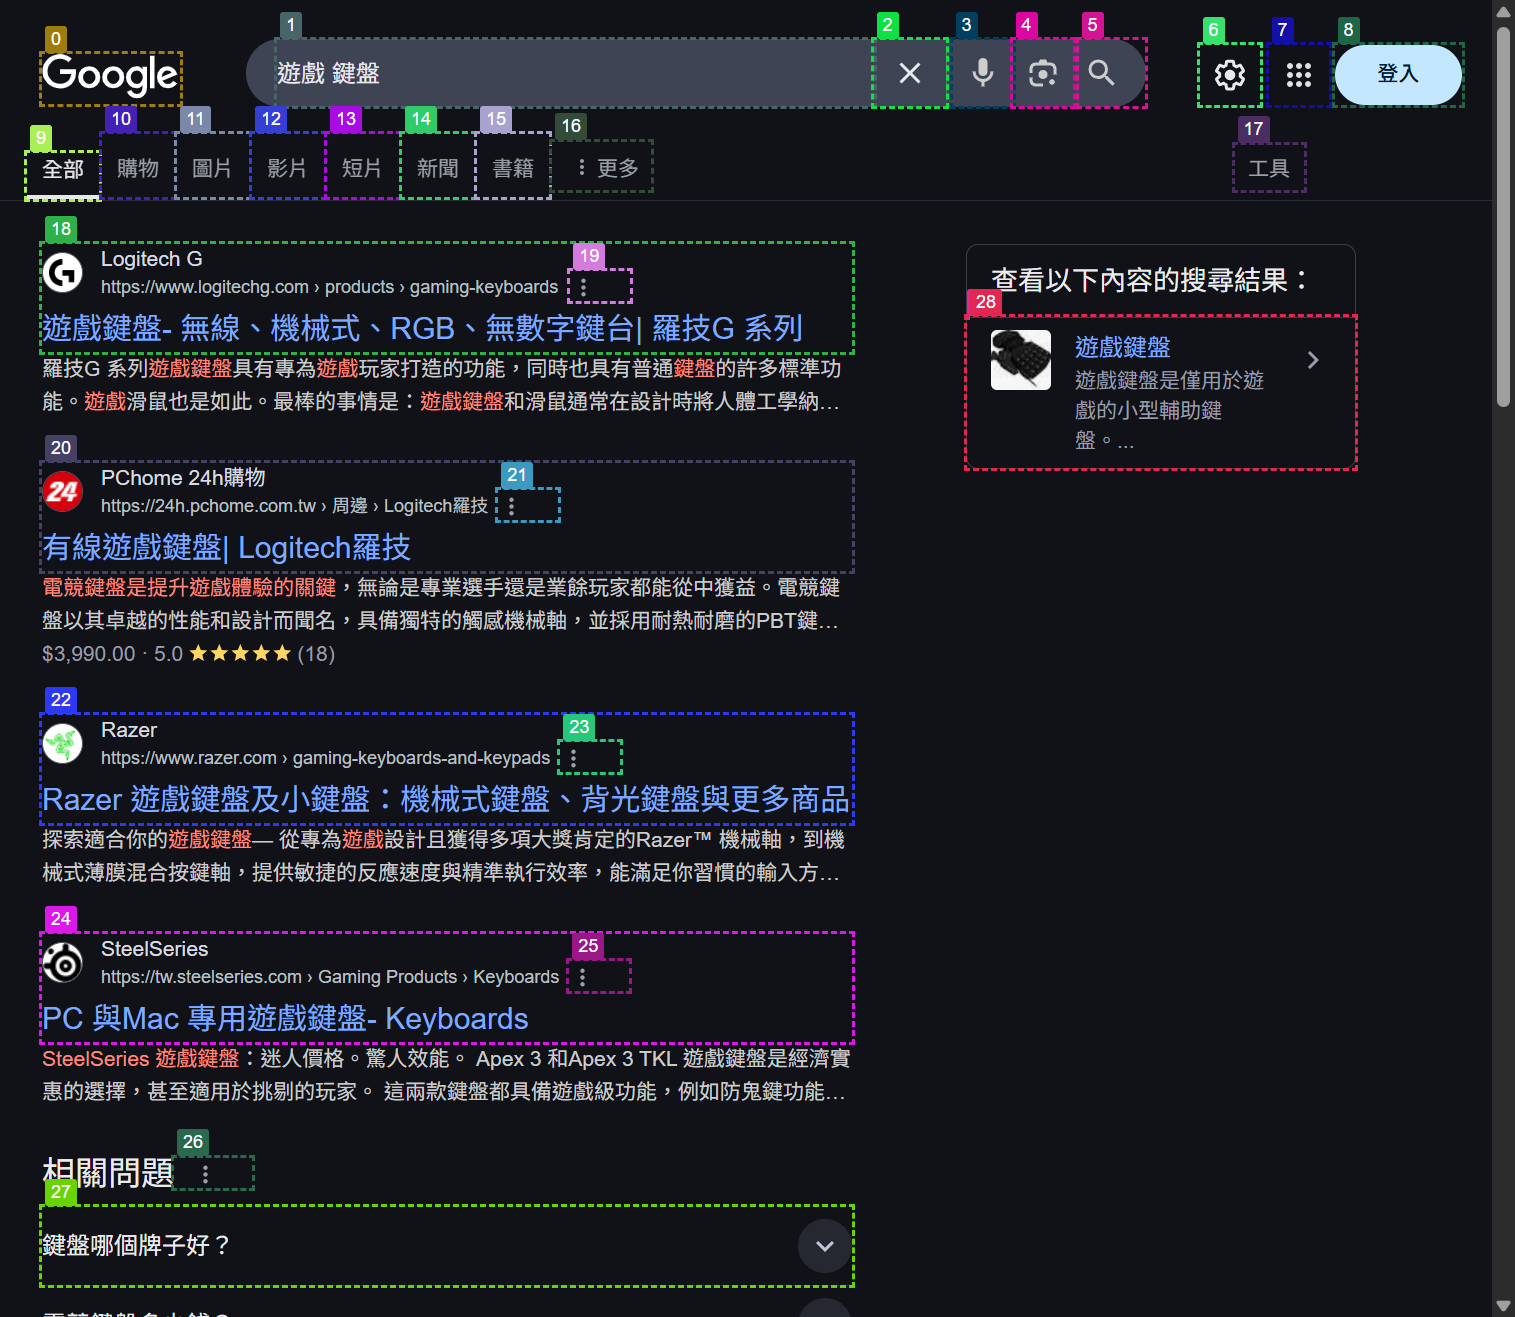 Google
遊戲 鍵盤
登入
全部
購物
圖片
影片
短片
新聞
書籍
更多
工具
0
1
2
3
4
5
6
7
8
9
10
11
12
13
14
15
16
17
18
Logitech G
19
https://www.logitechg.com › products › gaming-keyboards
遊戲鍵盤- 無線、機械式、RGB、無數字鍵台| 羅技G 系列
羅技G 系列遊戲鍵盤具有專為遊戲玩家打造的功能，同時也具有普通鍵盤的許多標準功
能。遊戲滑鼠也是如此。最棒的事情是：遊戲鍵盤和滑鼠通常在設計時將人體工學納...
20
PChome 24h購物
21
https://24h.pchome.com.tw › 周邊 › Logitech羅技
有線遊戲鍵盤| Logitech羅技
電競鍵盤是提升遊戲體驗的關鍵，無論是專業選手還是業餘玩家都能從中獲益。電競鍵
盤以其卓越的性能和設計而聞名，具備獨特的觸感機械軸，並採用耐熱耐磨的PBT鍵...
$3,990.00 · 5.0 ★★★★★ (18)
22
Razer
23
https://www.razer.com › gaming-keyboards-and-keypads
Razer 遊戲鍵盤及小鍵盤：機械式鍵盤、背光鍵盤與更多商品
探索適合你的遊戲鍵盤— 從專為遊戲設計且獲得多項大獎肯定的Razer™ 機械軸，到機
械式薄膜混合按鍵軸，提供敏捷的反應速度與精準執行效率，能滿足你習慣的輸入方...
24
SteelSeries
25
https://tw.steelseries.com › Gaming Products › Keyboards
PC 與Mac 專用遊戲鍵盤- Keyboards
SteelSeries 遊戲鍵盤：迷人價格。驚人效能。 Apex 3 和Apex 3 TKL 遊戲鍵盤是經濟實
惠的選擇，甚至適用於挑剔的玩家。 這兩款鍵盤都具備遊戲級功能，例如防鬼鍵功能...
26
相關問題
27
鍵盤哪個牌子好？
查看以下內容的搜尋結果：
28
遊戲鍵盤
遊戲鍵盤是僅用於遊
戲的小型輔助鍵
盤。...